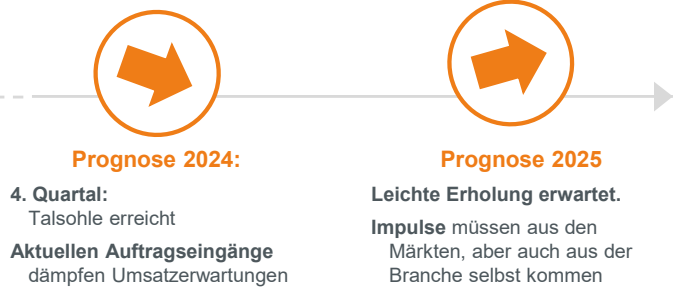 Prognose 2024:
4. Quartal:
Talsohle erreicht
Aktuellen Auftragseingänge
dämpfen Umsatzerwartungen
Prognose 2025
Leichte Erholung erwartet.
Impulse müssen aus den
Märkten, aber auch aus der
Branche selbst kommen